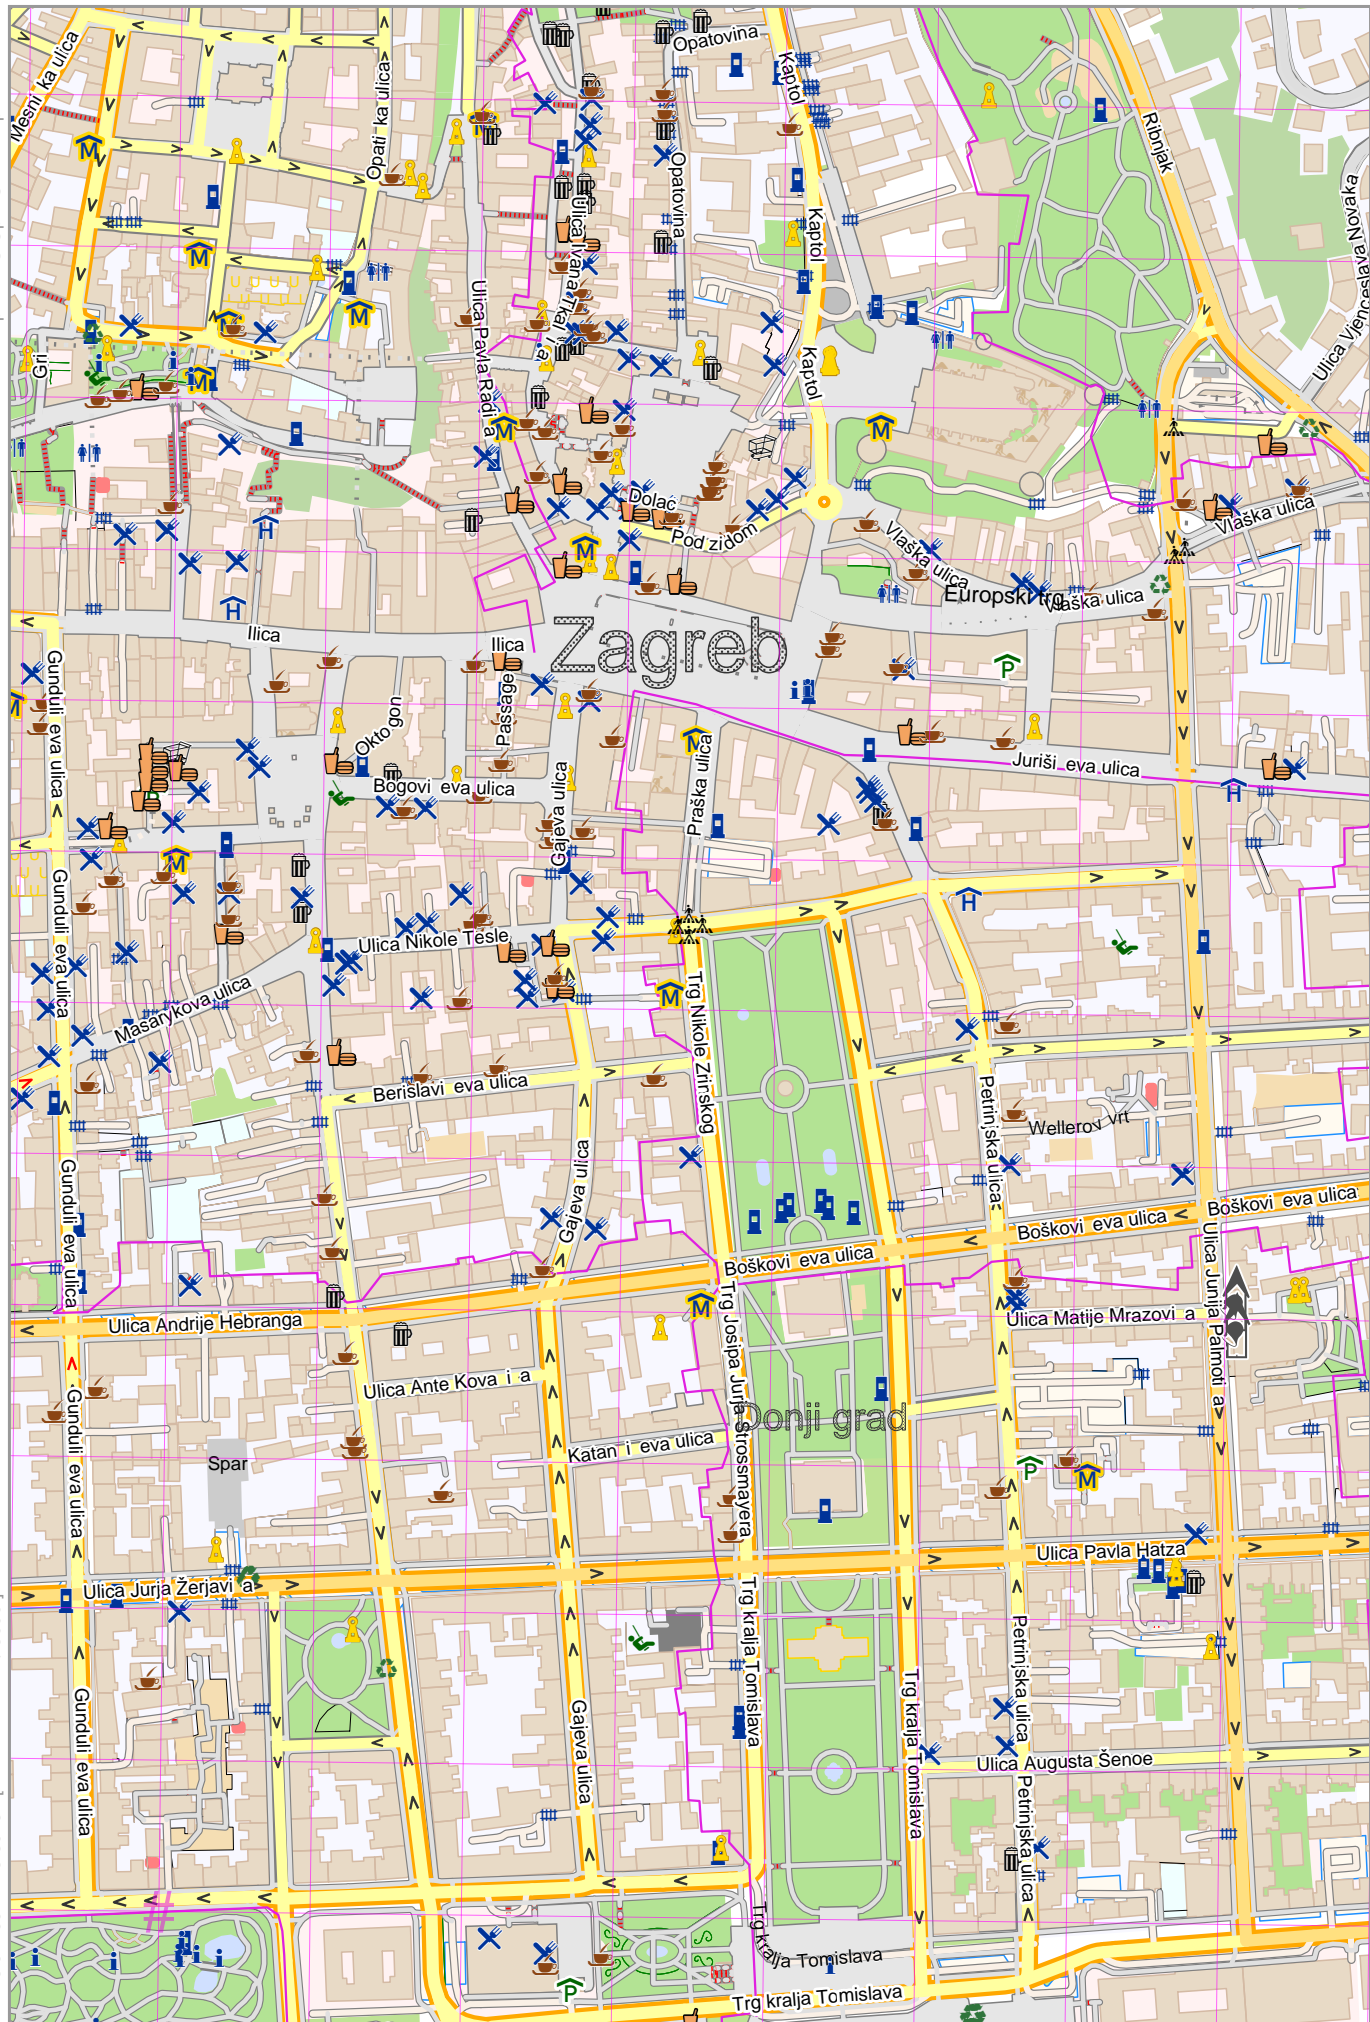 Opatovina
Mesni ka ulica
Opati ka ulica
Kaptol
Ribnjak
Opatovina
Kaptol
Ulica Vjenceslava Novaka
Ulica Pavla Radi a
Ulica Ivana Tkal i a
Kaptol
Gri
Dolac
Pod zidom
Vlaška ulica
Vlaška ulica
Europski trg
Vlaška ulica
Ilica
Ilica
Zagreb
Gunduli eva ulica
Passage
Oktogon
Praška ulica
Juriši eva ulica
Bogovi eva ulica
Gajeva ulica
Gunduli eva ulica
Ulica Nikole Tesle
Masarykova ulica
Trg Nikole Zrinskog
Berislavi eva ulica
Petrinjska ulica
Wellerov vrt
Gajeva ulica
Gunduli eva ulica
Boškovi eva ulica
Boškovi eva ulica
Boškovi eva ulica
Ulica Junija Palmoti a
Ulica Andrije Hebranga
Ulica Matije Mrazovi a
Trg Josipa Jurja Strossmayera
Ulica Ante Kova i a
Donji grad
Gunduli eva ulica
Katan i eva ulica
Spar
Ulica Pavla Hatza
Ulica Jurja Žerjavi a
Trg kralja Tomislava
Petrinjska ulica
Trg kralja Tomislava
Gunduli eva ulica
Gajeva ulica
Ulica Augusta Šenoe
Petrinjska ulica
Trg kralja Tomislava
Trg kralja Tomislava